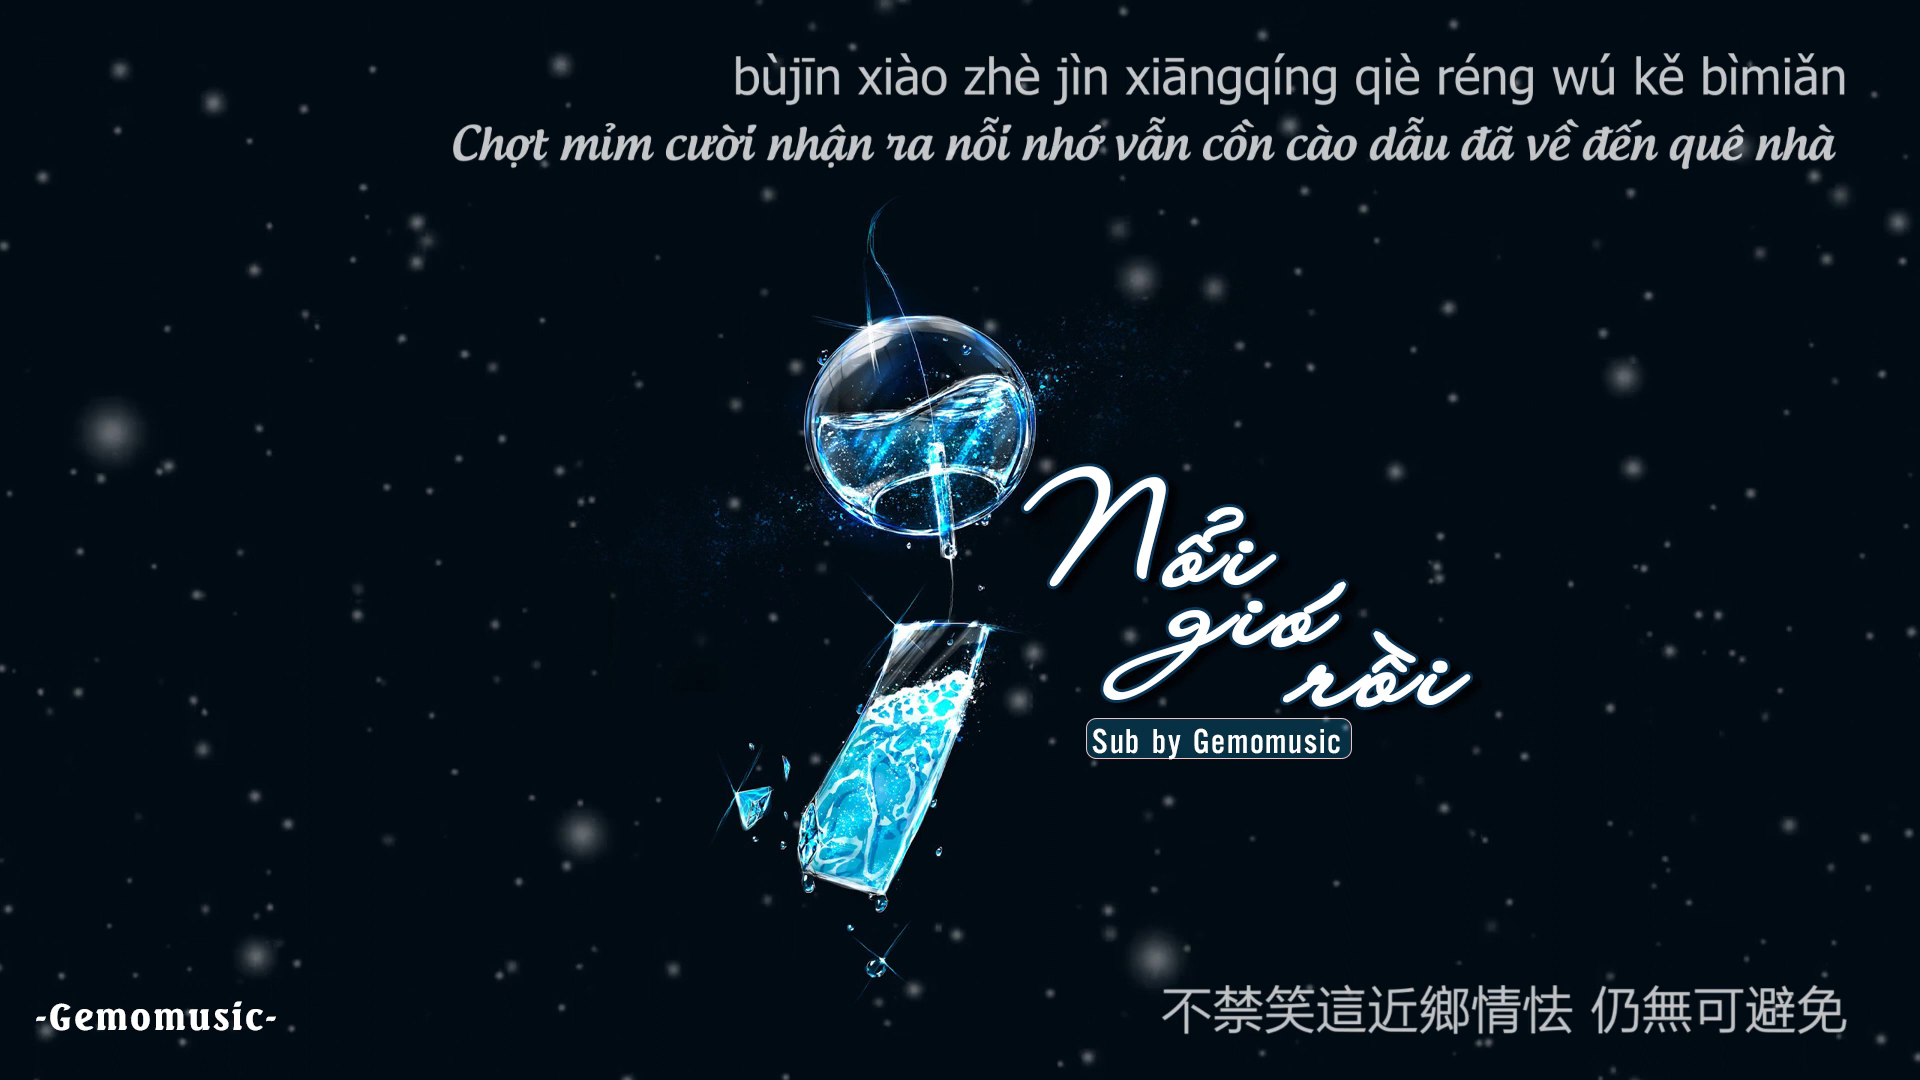 bùjīn xiào zhè jìn xiāngqíng qiè réng wú kě bìmiǎn
Chợt mỉm cười nhận ra nỗi nhớ vẫn cồn cào dẫu đã về đến quê nhà
Nổi
gió
rồi
Sub by Gemomusic
-Gemomusic-
不禁笑這近鄉情怯 仍無可避免